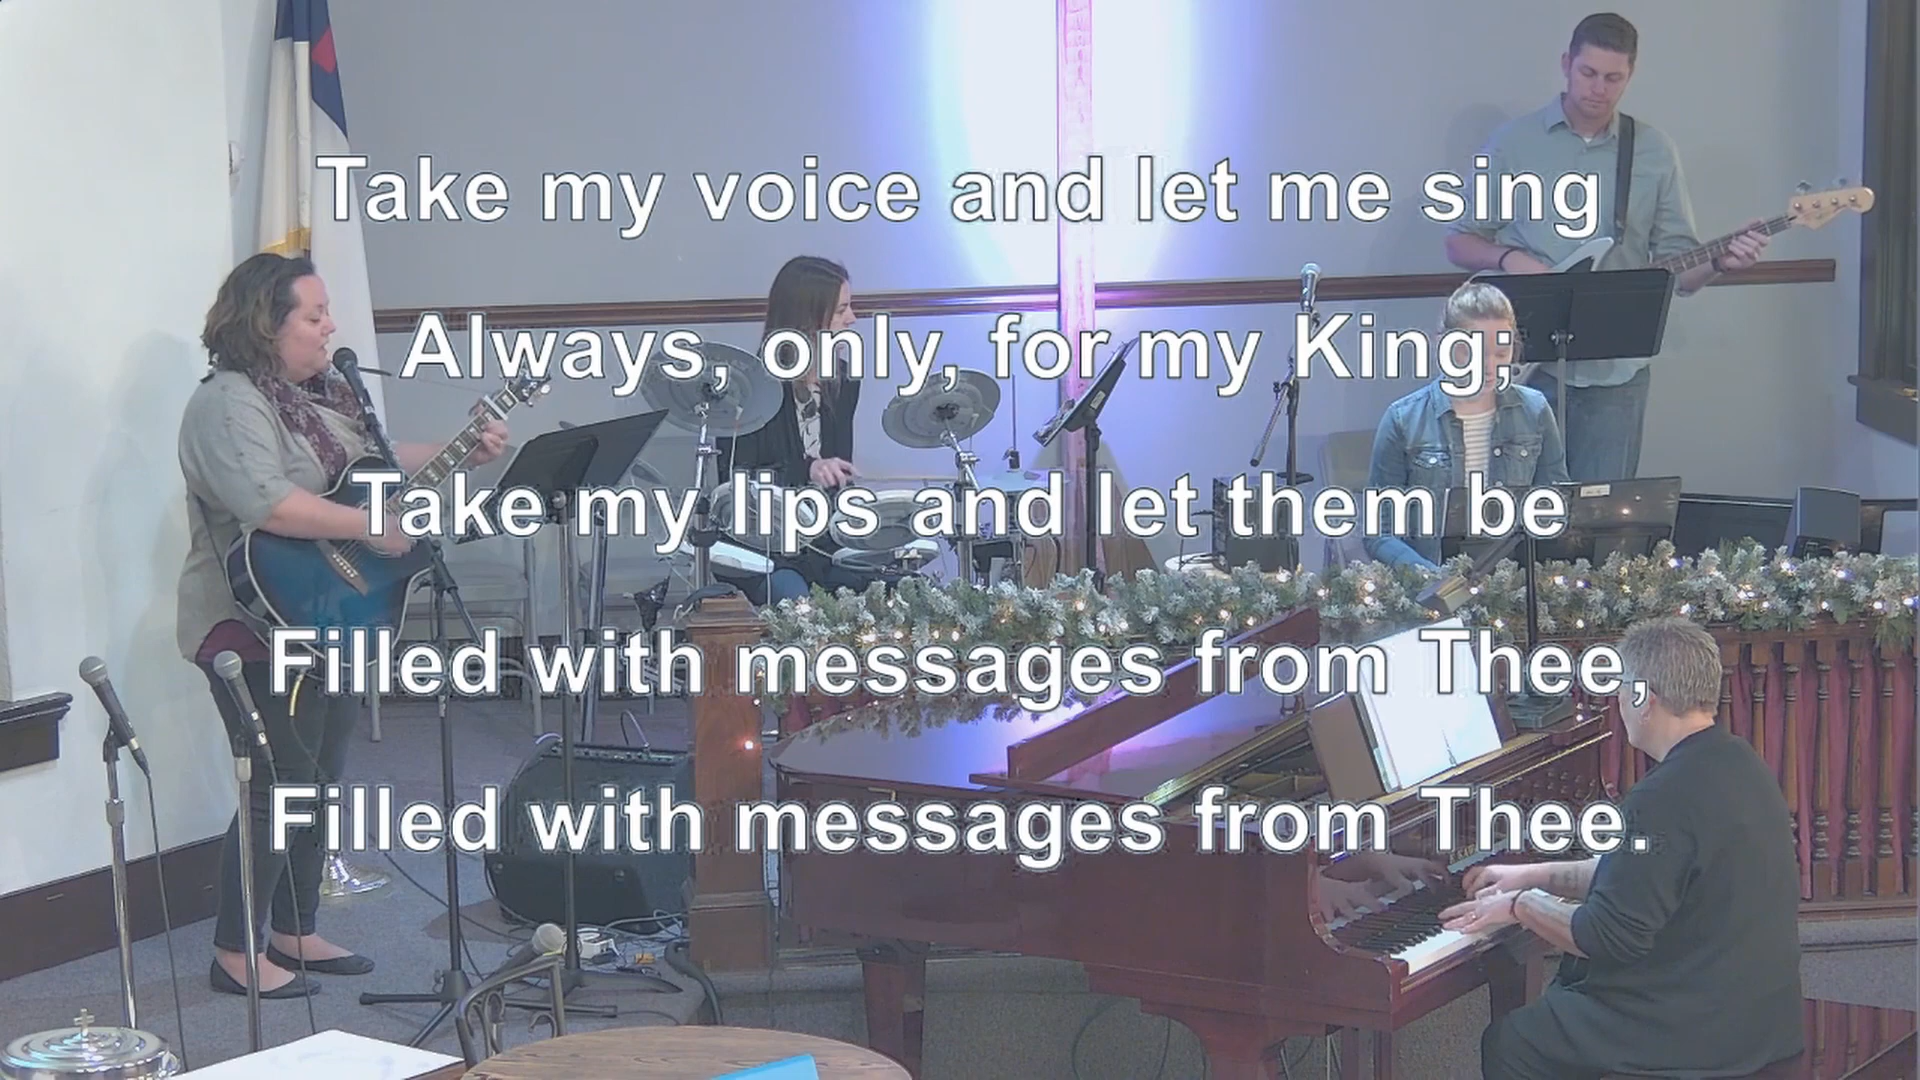 Take my voice and let me sing
Always, only, for my King;
Take my lips and let them be
Filled with messages from Thee,
Filled with messages from Thee.